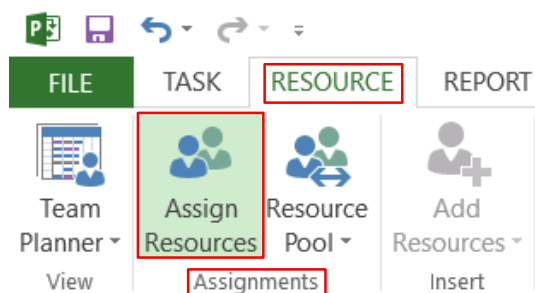 P
FILE TASK RESOURCE REPORT
Team Planner
Assign Resources
Resource Pool
Add Resources
View Assignments Insert